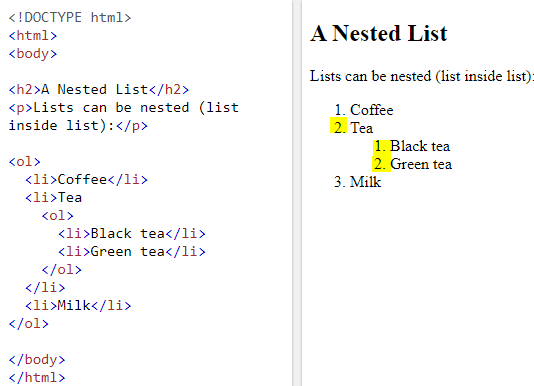 <!DOCTYPE html>
<html>
<body>
<h2>A Nested List</h2>
<p>Lists can be nested (list
inside list):</p>
<ol>
<li>Coffee</li>
<li>Tea
<ol>
<li>Black tea</li>
<li>Green tea</li>
</ol>
</li>
<li>Milk</li>
</ol>
</body>
</html>
A Nested List
Lists can be nested (list inside list):
1. Coffee
2. Tea
1. Black tea
2. Green tea
3. Milk